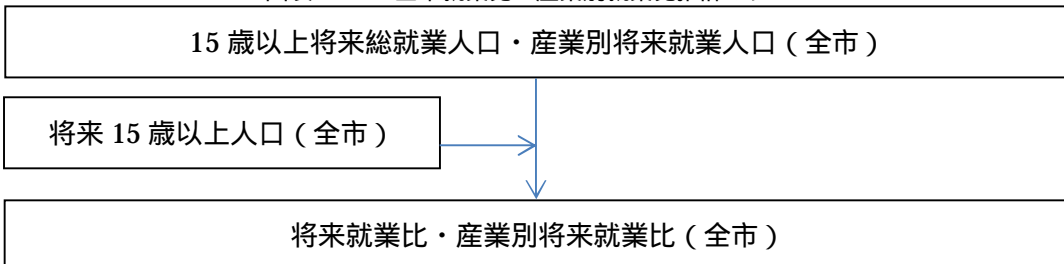 15 歳以上将来総就業人口・産業別将来就業人口（全市）
将来 15 歳以上人口（全市）
将来就業比・産業別将来就業比（全市）